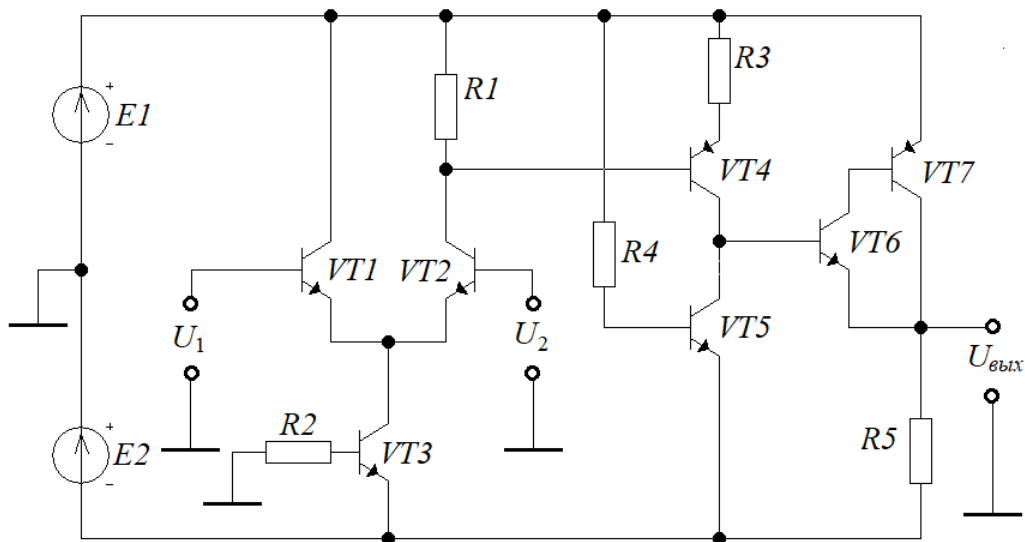 +
E1
−
R1
R3
VT4
VT7
R4
VT6
VT1
VT2
VT5
U1
U2
Uвых
+
E2
−
R2
VT3
R5